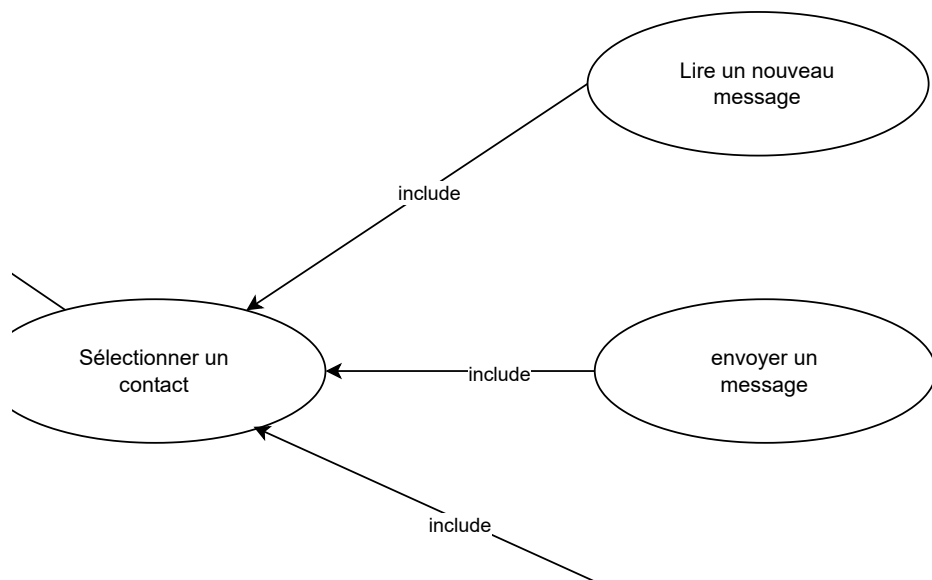 Lire un nouveau
message
include
Sélectionner un
contact
include
envoyer un
message
include